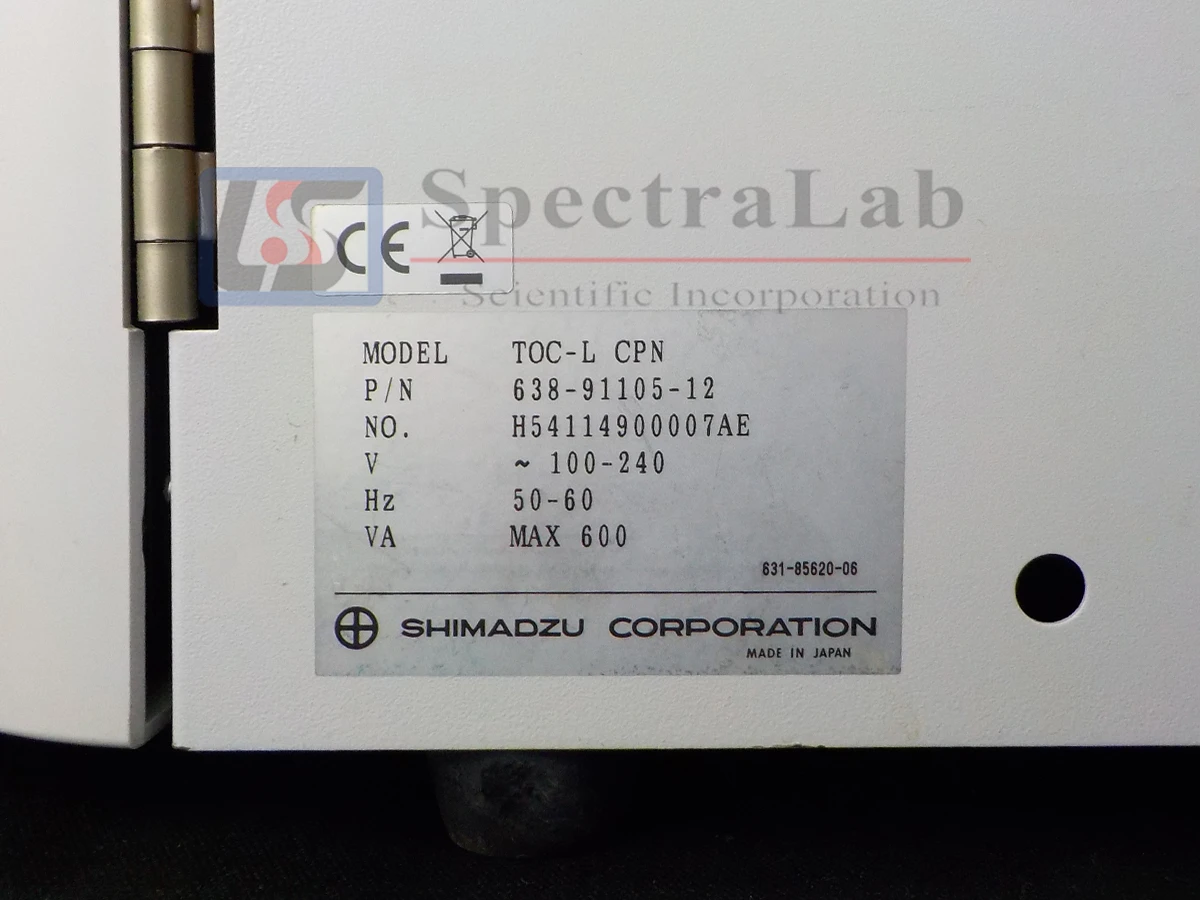 LSS
SpectraLab
Scientific Incorporation
CE
MODEL TOC-L CPN
P/N 638-91105-12
NO. H54114900007AE
V ~ 100-240
Hz 50-60
VA MAX 600
631-85620-06
SHIMADZU CORPORATION
MADE IN JAPAN